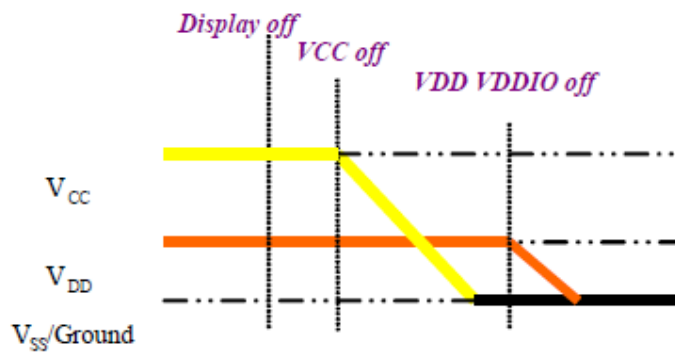 Display off
VCC off
VDD VDDIO off
VCC
VDD
VSS/Ground